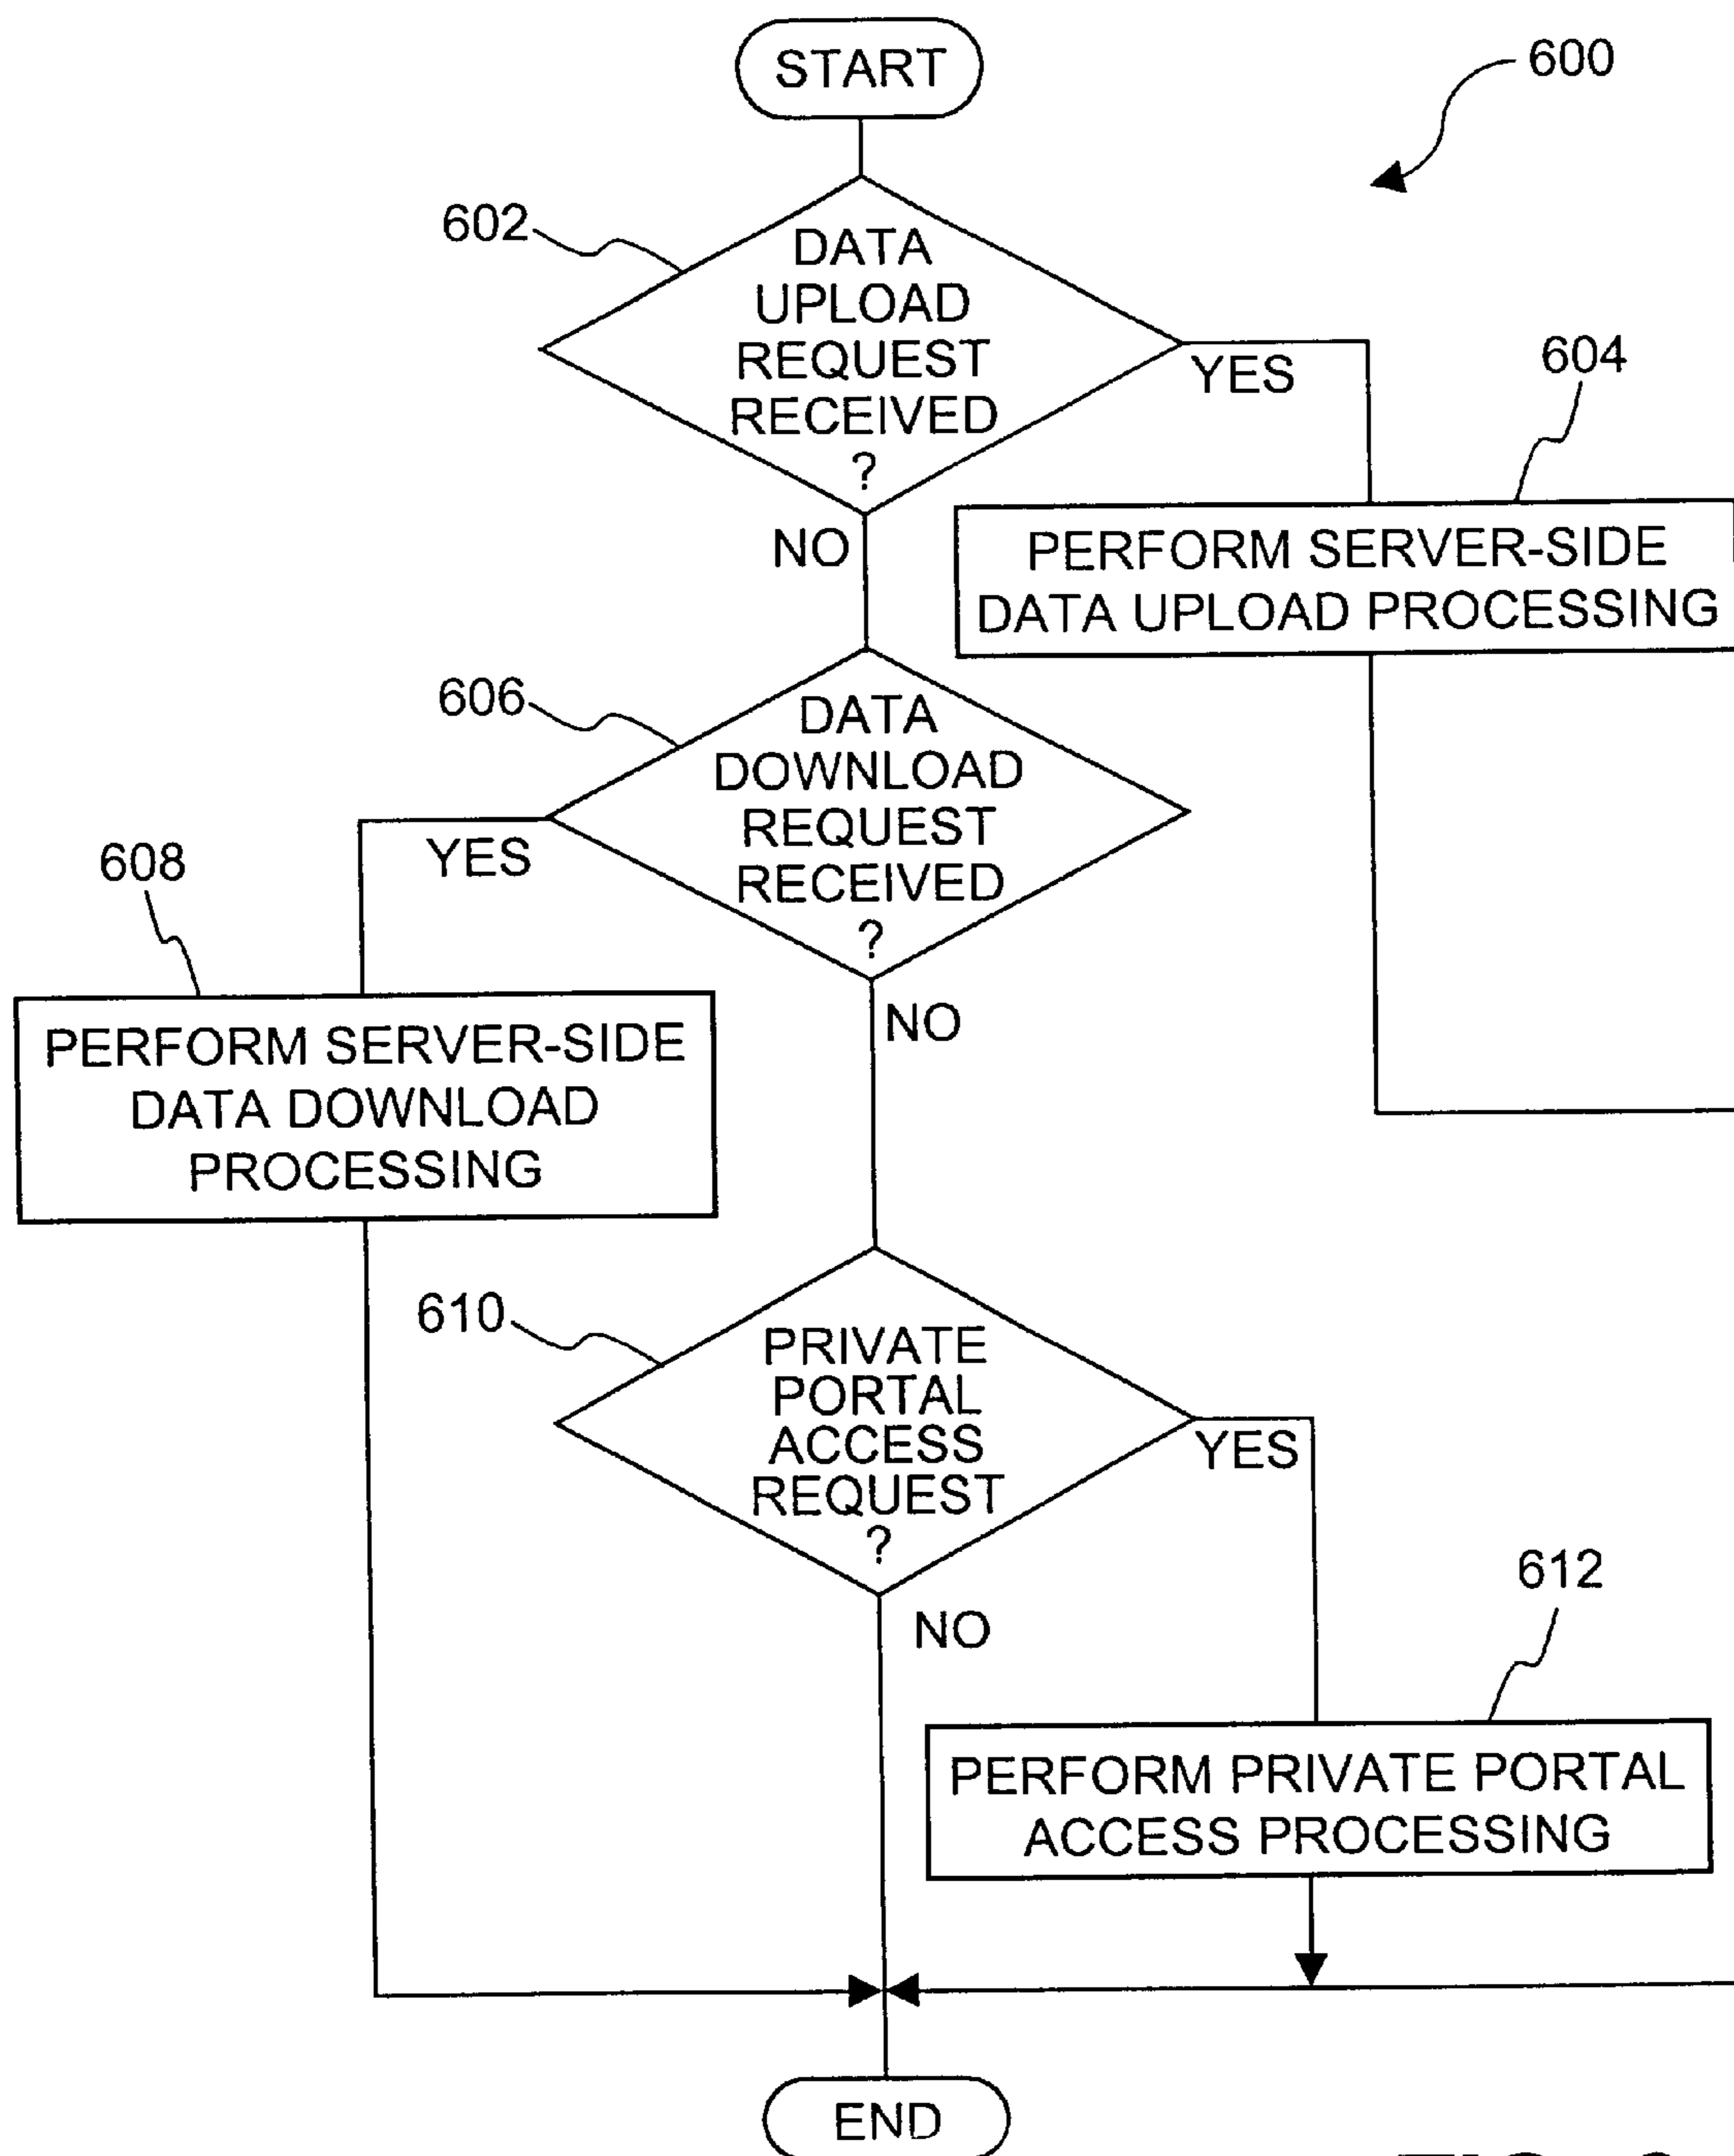 START
600
602
DATA
UPLOAD
REQUEST
RECEIVED
?
YES
NO
604
PERFORM SERVER-SIDE
DATA UPLOAD PROCESSING
606
DATA
DOWNLOAD
REQUEST
RECEIVED
?
YES
NO
608
PERFORM SERVER-SIDE
DATA DOWNLOAD
PROCESSING
610
PRIVATE
PORTAL
ACCESS
REQUEST
?
YES
NO
612
PERFORM PRIVATE PORTAL
ACCESS PROCESSING
END